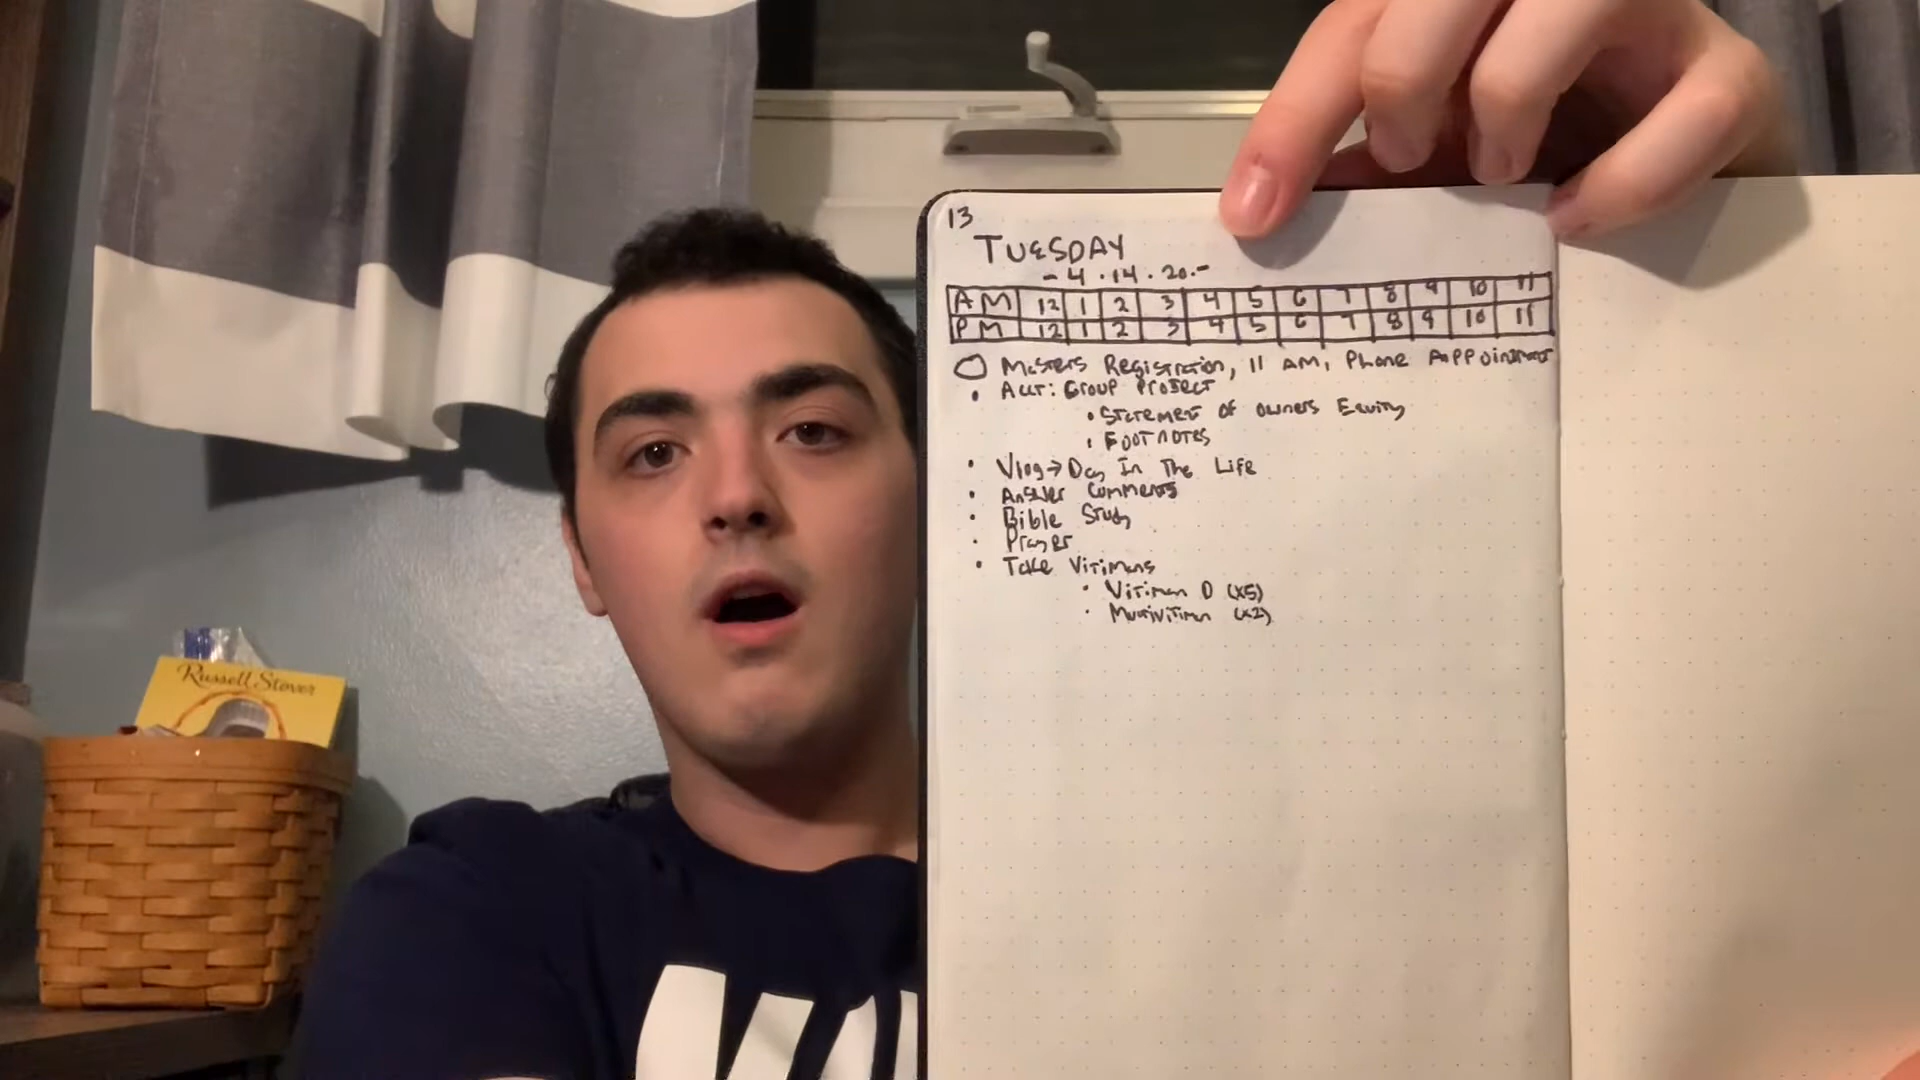 Russell Stover
13
TUESDAY
- 4 . 14 . 20. -
AM 12 1 2 3 4 5 6 7 8 9 10 11
PM 12 1 2 3 4 5 6 7 8 9 10 11
Masters Registration, 11 AM, Phone Appointment
• Acct: Group Project
• Statement of Owners Equity
• Footnotes
• Vlog → Day In The Life
• Answer Comments
• Bible Study
• Prayer
• Take Vitimans
• Vitiman D (x5)
• Multivitiman (x2)